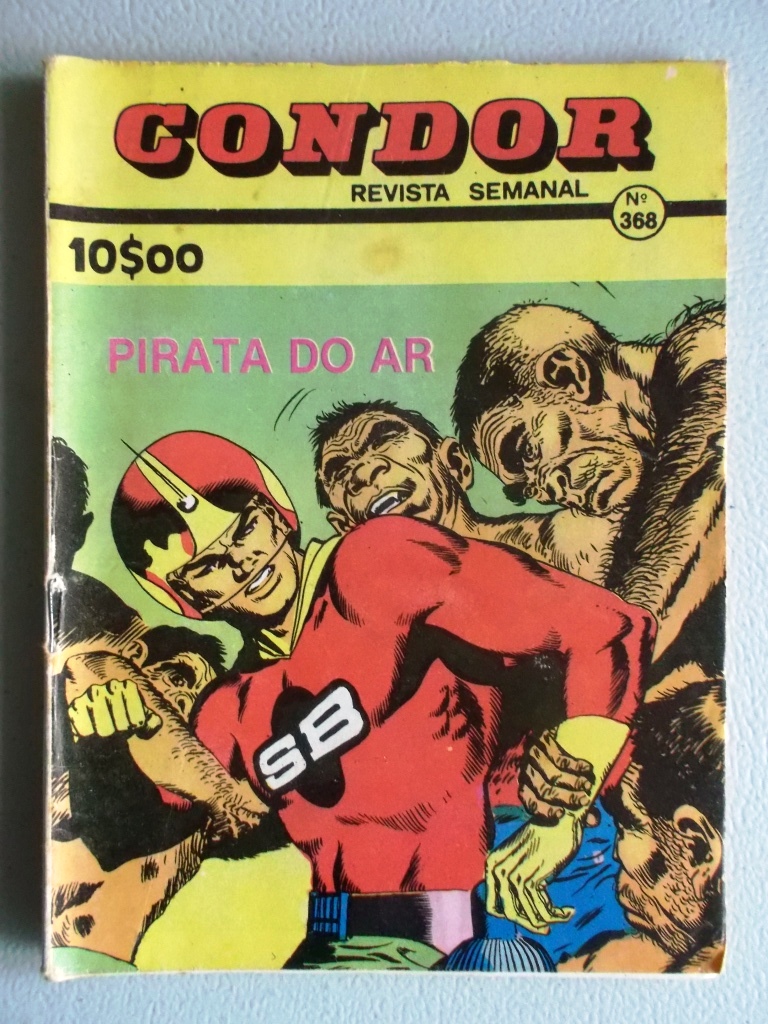 CONDOR
REVISTA SEMANAL
Nº
368
10$00
PIRATA DO AR
SB